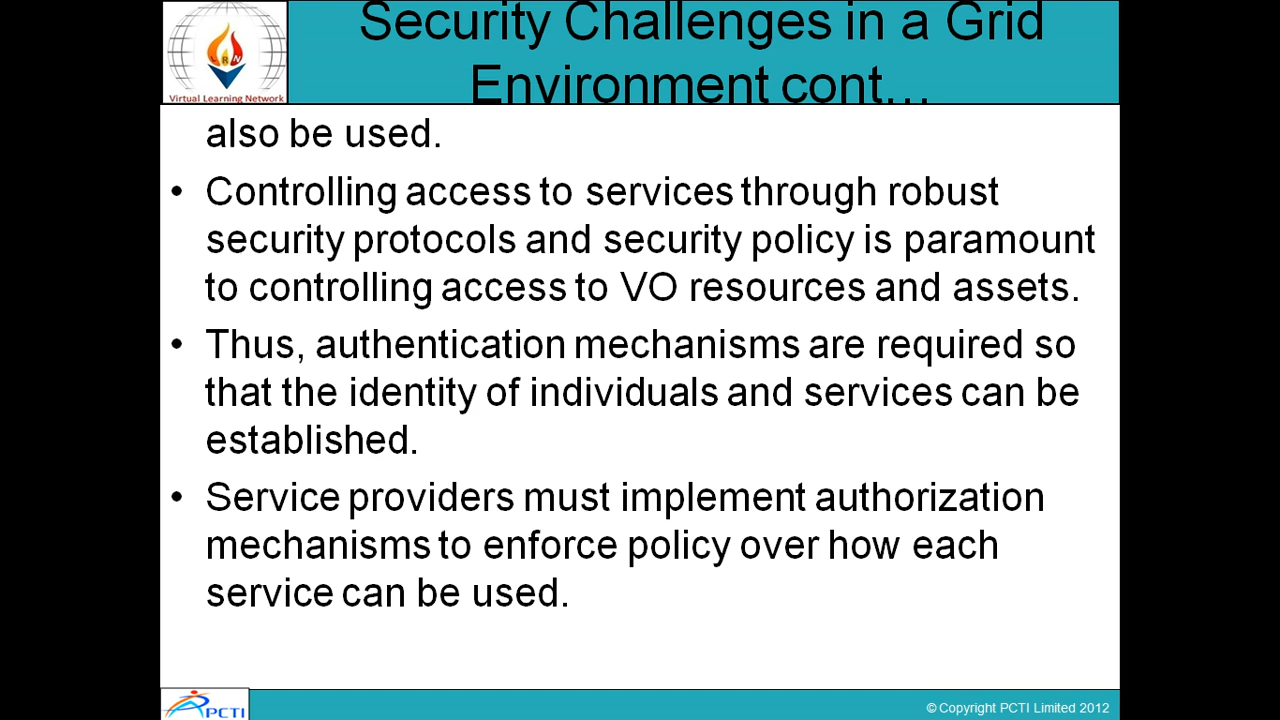 Security Challenges in a Grid
Environment cont...
Virtual Learning Network
also be used.
• Controlling access to services through robust
security protocols and security policy is paramount
to controlling access to VO resources and assets.
• Thus, authentication mechanisms are required so
that the identity of individuals and services can be
established.
• Service providers must implement authorization
mechanisms to enforce policy over how each
service can be used.
PCTI
© Copyright PCTI Limited 2012